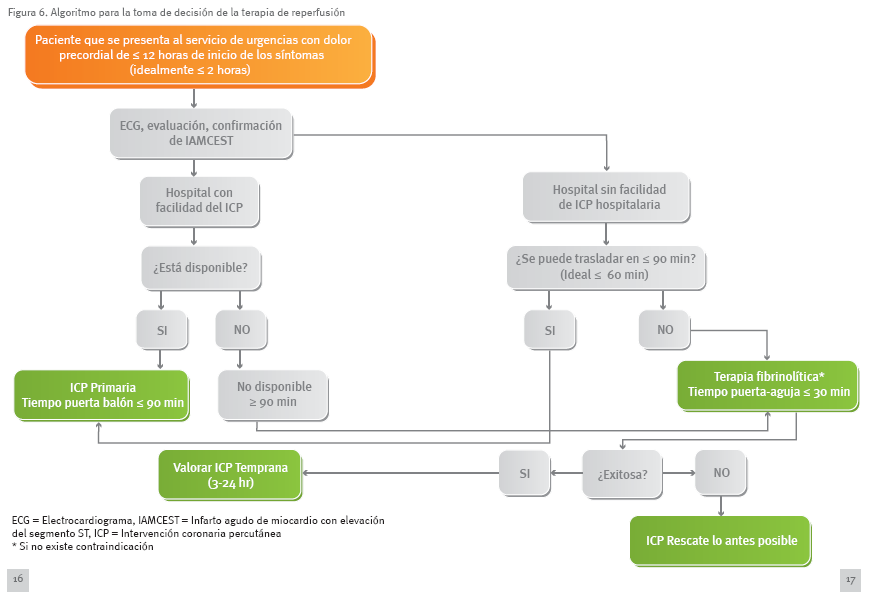 Figura 6. Algoritmo para la toma de decisión de la terapia de reperfusión
Paciente que se presenta al servicio de urgencias con dolor
precordial de ≤ 12 horas de inicio de los síntomas
(idealmente ≤ 2 horas)
ECG, evaluación, confirmación
de IAMCEST
Hospital con
facilidad del ICP
Hospital sin facilidad
de ICP hospitalaria
¿Está disponible?
¿Se puede trasladar en ≤ 90 min?
(Ideal ≤ 60 min)
SI
NO
SI
NO
ICP Primaria
Tiempo puerta balón ≤ 90 min
No disponible
≥ 90 min
Terapia fibrinolítica*
Tiempo puerta-aguja ≤ 30 min
Valorar ICP Temprana
(3-24 hr)
SI
¿Exitosa?
NO
ICP Rescate lo antes posible
ECG = Electrocardiograma, IAMCEST = Infarto agudo de miocardio con elevación
del segmento ST, ICP = Intervención coronaria percutánea
* Si no existe contraindicación
16
17